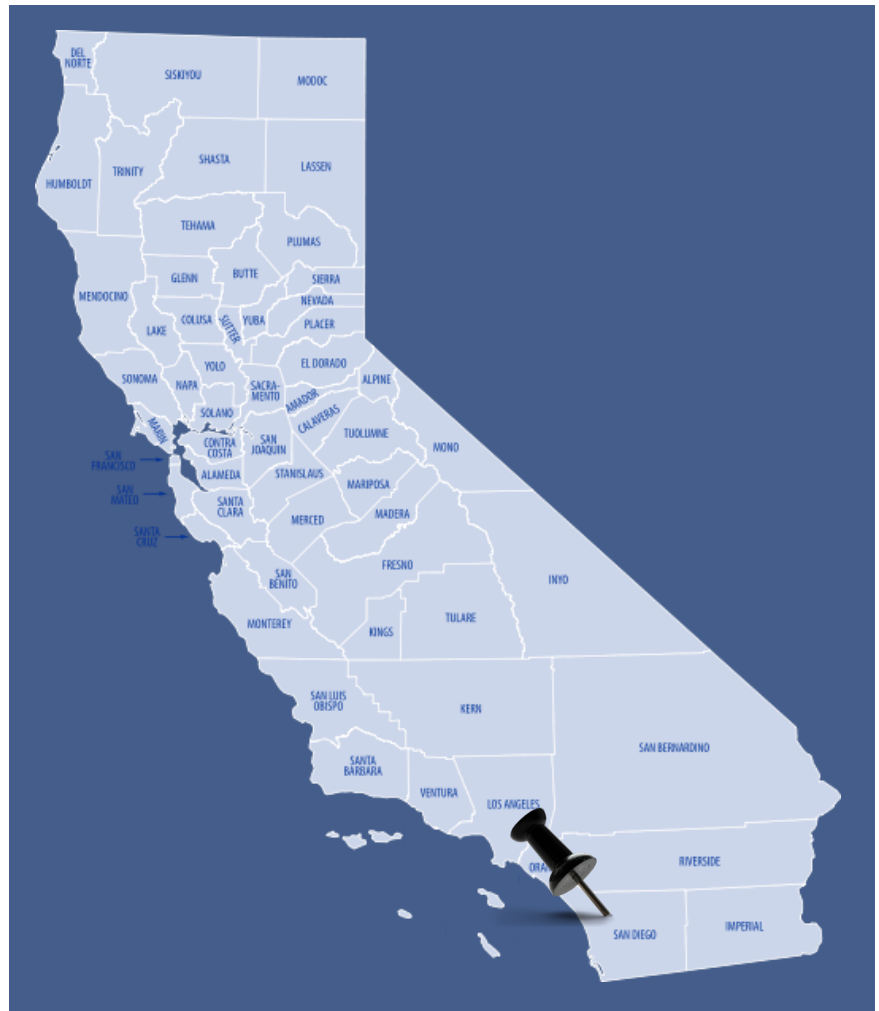 DEL
NORTE
SISKIYOU
MODOC
HUMBOLDT
TRINITY
SHASTA
LASSEN
TEHAMA
PLUMAS
MENDOCINO
GLENN
BUTTE
SIERRA
NEVADA
LAKE
COLUSA
SUTTER
YUBA
PLACER
SONOMA
NAPA
YOLO
SACRA-
MENTO
EL DORADO
ALPINE
MARIN
SOLANO
AMADOR
CALAVERAS
TUOLUMNE
MONO
SAN
FRANCISCO
CONTRA
COSTA
SAN
JOAQUIN
ALAMEDA
STANISLAUS
MARIPOSA
SAN
MATEO
SANTA
CLARA
MERCED
MADERA
SANTA
CRUZ
FRESNO
SAN
BENITO
INYO
MONTEREY
KINGS
TULARE
SAN LUIS
OBISPO
KERN
SAN BERNARDINO
SANTA
BARBARA
VENTURA
LOS ANGELES
RIVERSIDE
SAN DIEGO
IMPERIAL